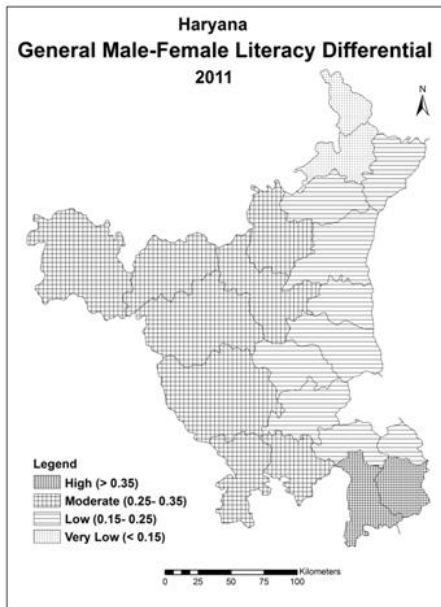 Haryana
General Male-Female Literacy Differential
2011
N
Legend
High (> 0.35)
Moderate (0.25- 0.35)
Low (0.15- 0.25)
Very Low (< 0.15)
Kilometers
0 25 50 100